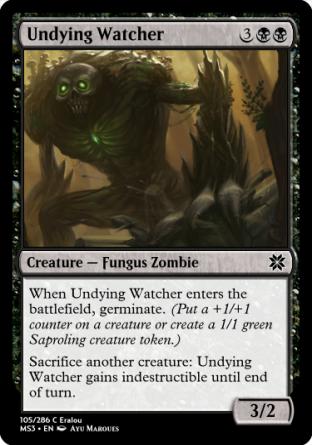 Undying Watcher 3
Creature — Fungus Zombie
When Undying Watcher enters the
battlefield, germinate. (Put a +1/+1
counter on a creature or create a 1/1 green
Saproling creature token.)
Sacrifice another creature: Undying
Watcher gains indestructible until end
of turn.
3/2
105/286 C Eralou
MS3 • EN Ayu Marques